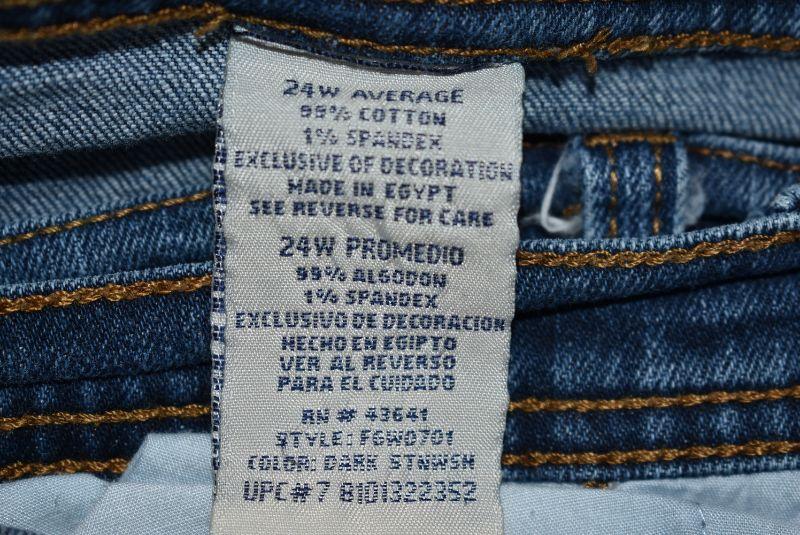 24W AVERAGE
99% COTTON
1% SPANDEX
EXCLUSIVE OF DECORATION
MADE IN EGYPT
SEE REVERSE FOR CARE
24W PROMEDIO
99% ALGODON
1% SPANDEX
EXCLUSIVO DE DECORACION
HECHO EN EGIPTO
VER AL REVERSO
PARA EL CUIDADO
RN # 43641
STYLE: FGW0701
COLOR: DARK STNWSH
UPC#7 8101322352